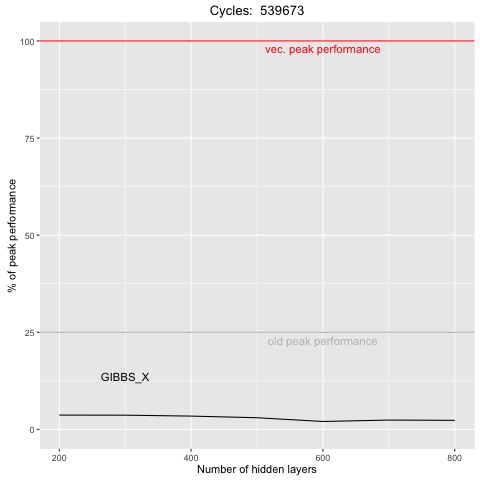 Cycles:  539673
100
vec. peak performance
75
% of peak performance
50
25
old peak performance
GIBBS_X
0
200
400
600
800
Number of hidden layers